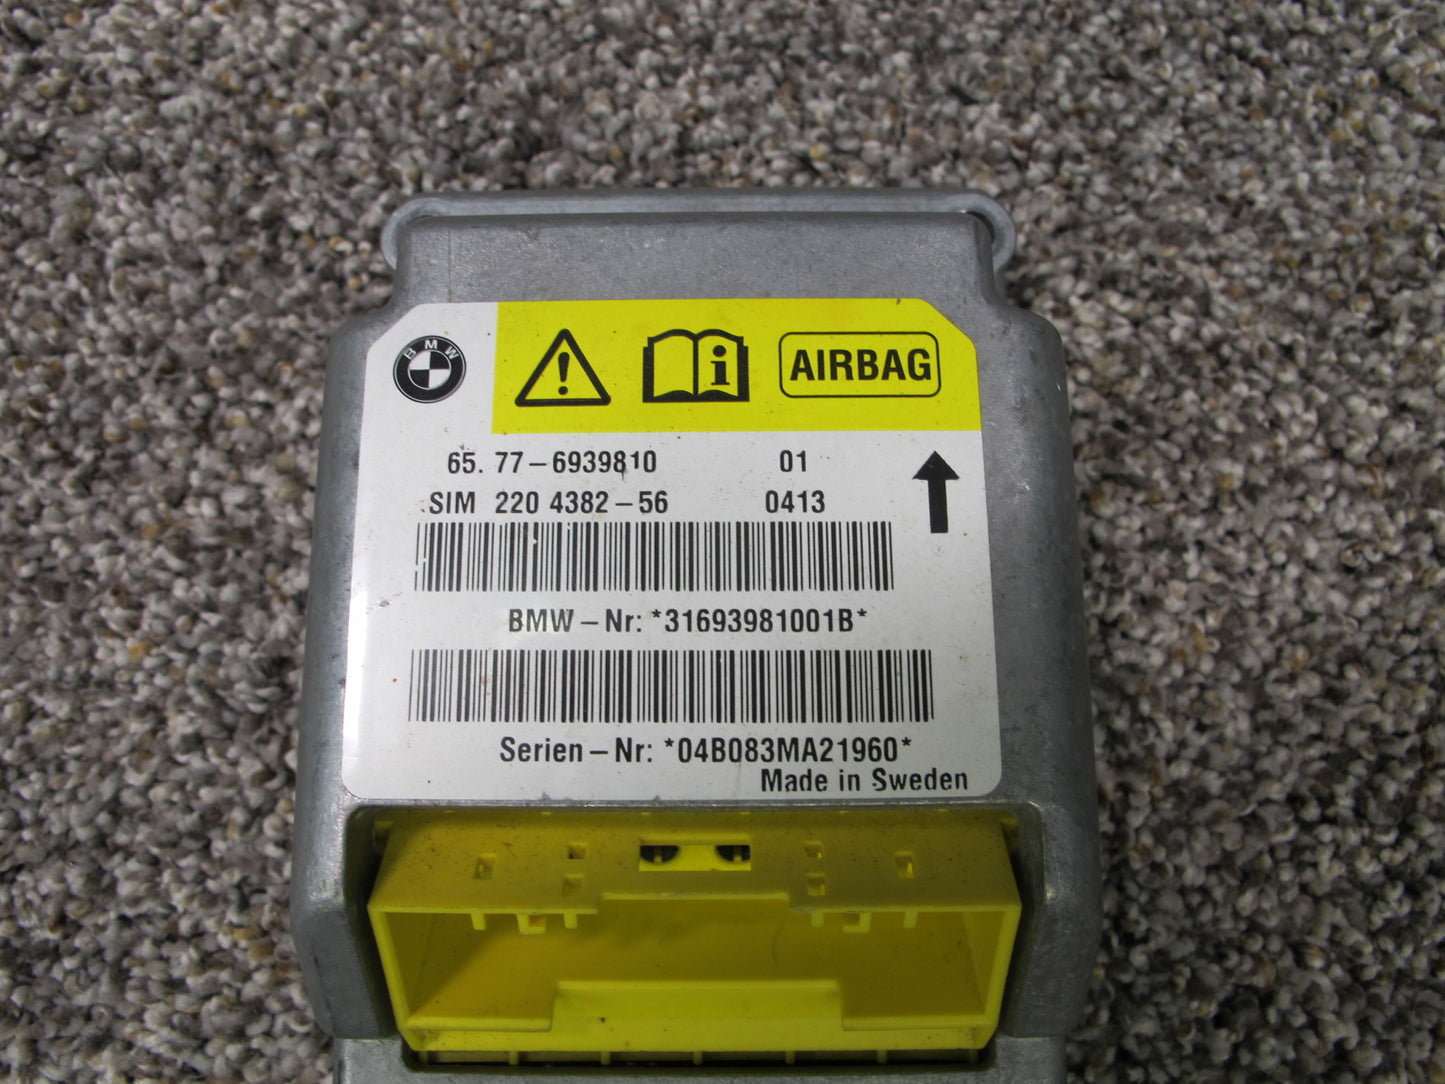 BMW
AIRBAG
65. 77-6939810 01
SIM 220 4382-56 0413
BMW-Nr: *31693981001B*
Serien-Nr: *04B083MA21960*
Made in Sweden